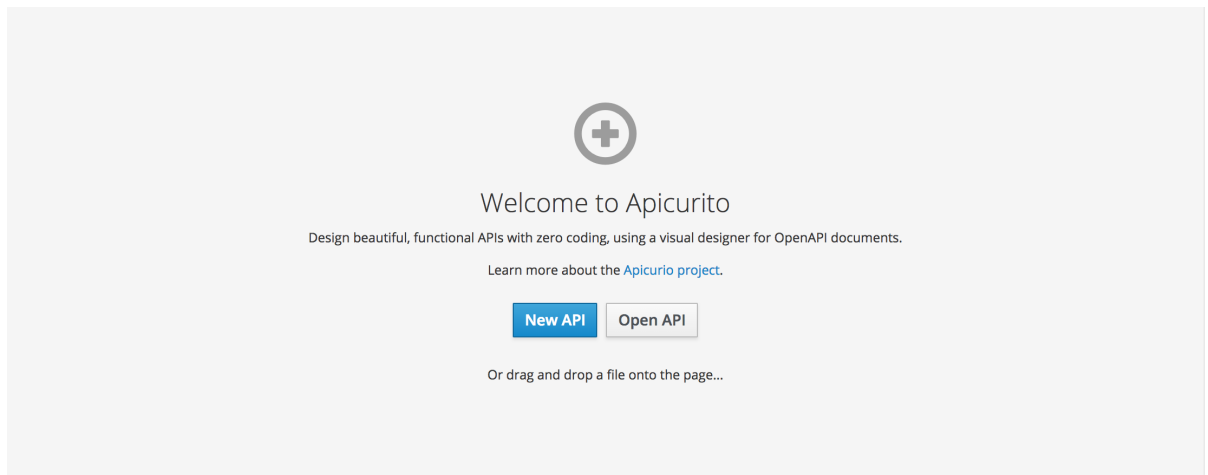 Welcome to Apicurito
Design beautiful, functional APIs with zero coding, using a visual designer for OpenAPI documents.
Learn more about the Apicurio project.
New API Open API
Or drag and drop a file onto the page...